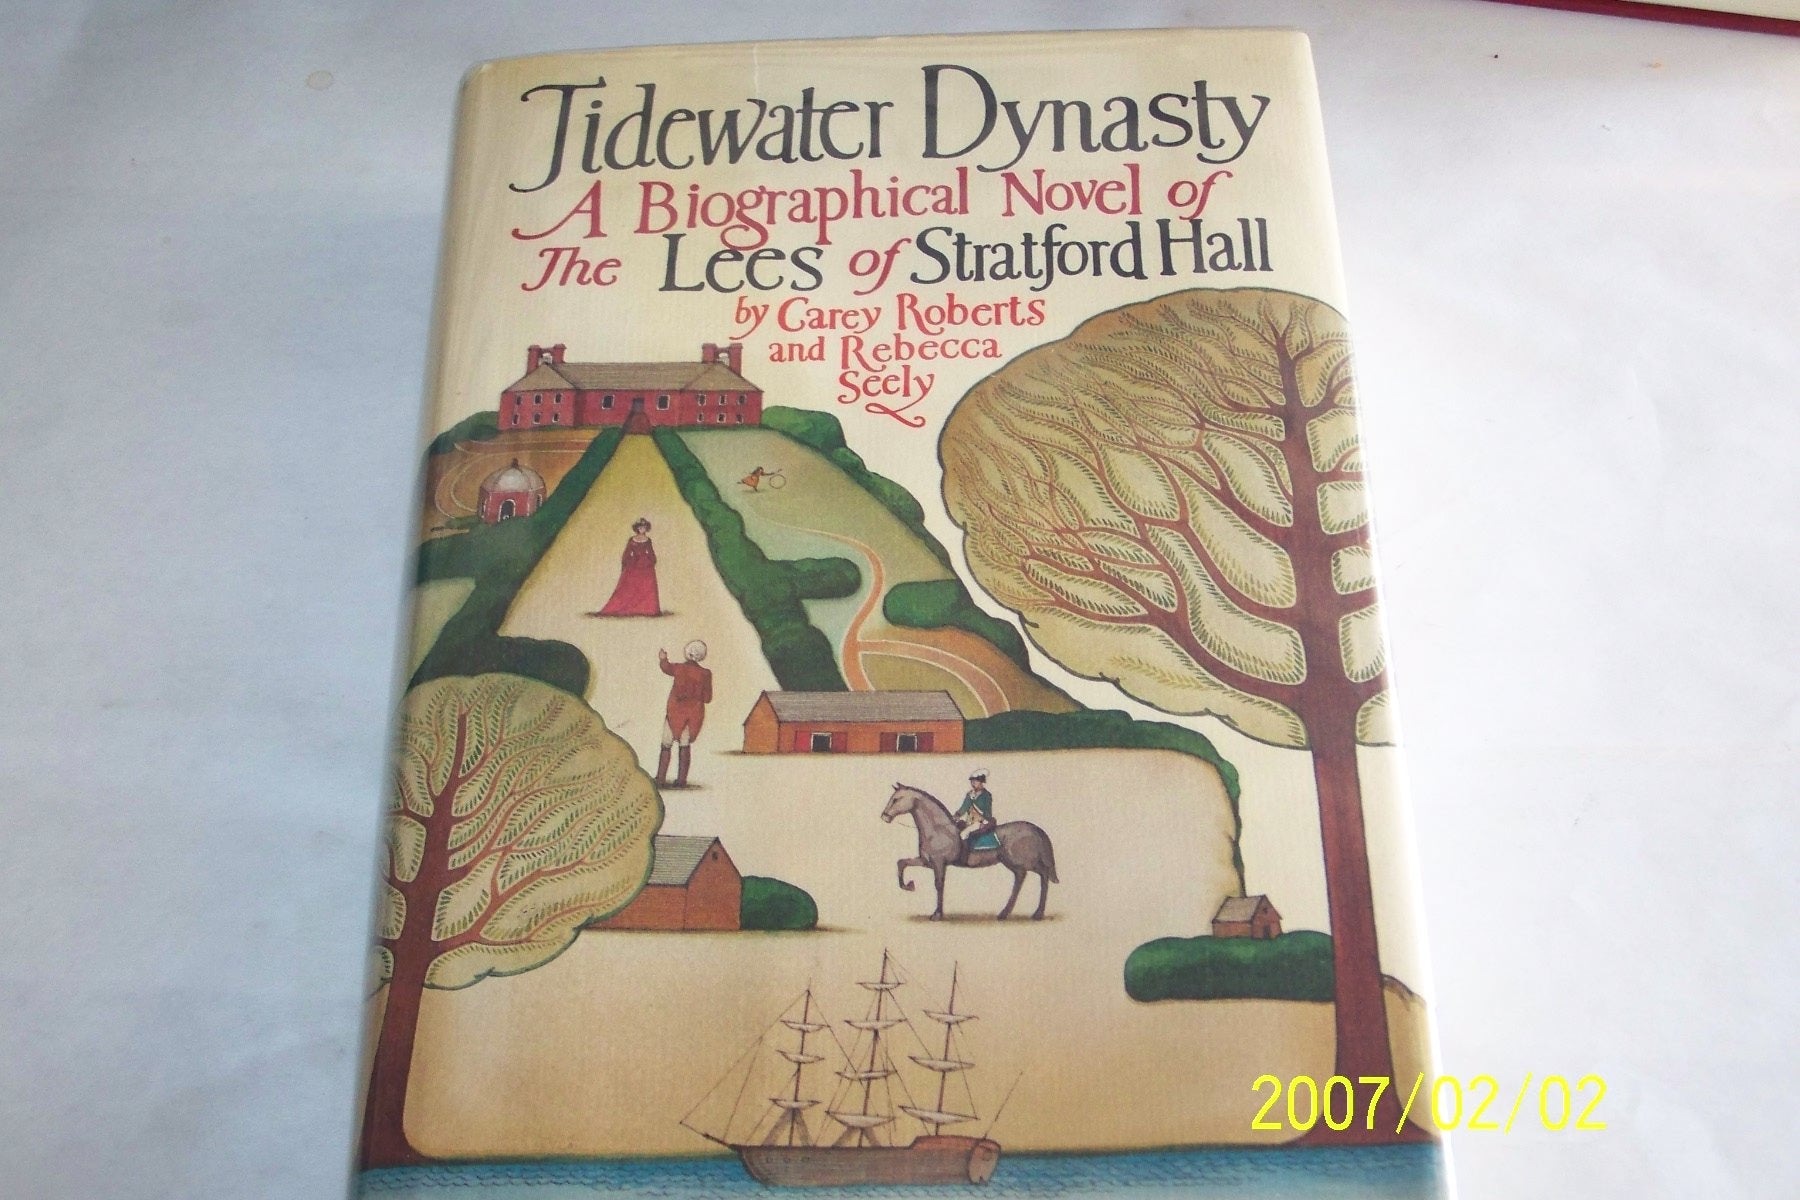 Tidewater Dynasty
A Biographical Novel of
The Lees of Stratford Hall
by Carey Roberts
and Rebecca
Seely
2007/02/02